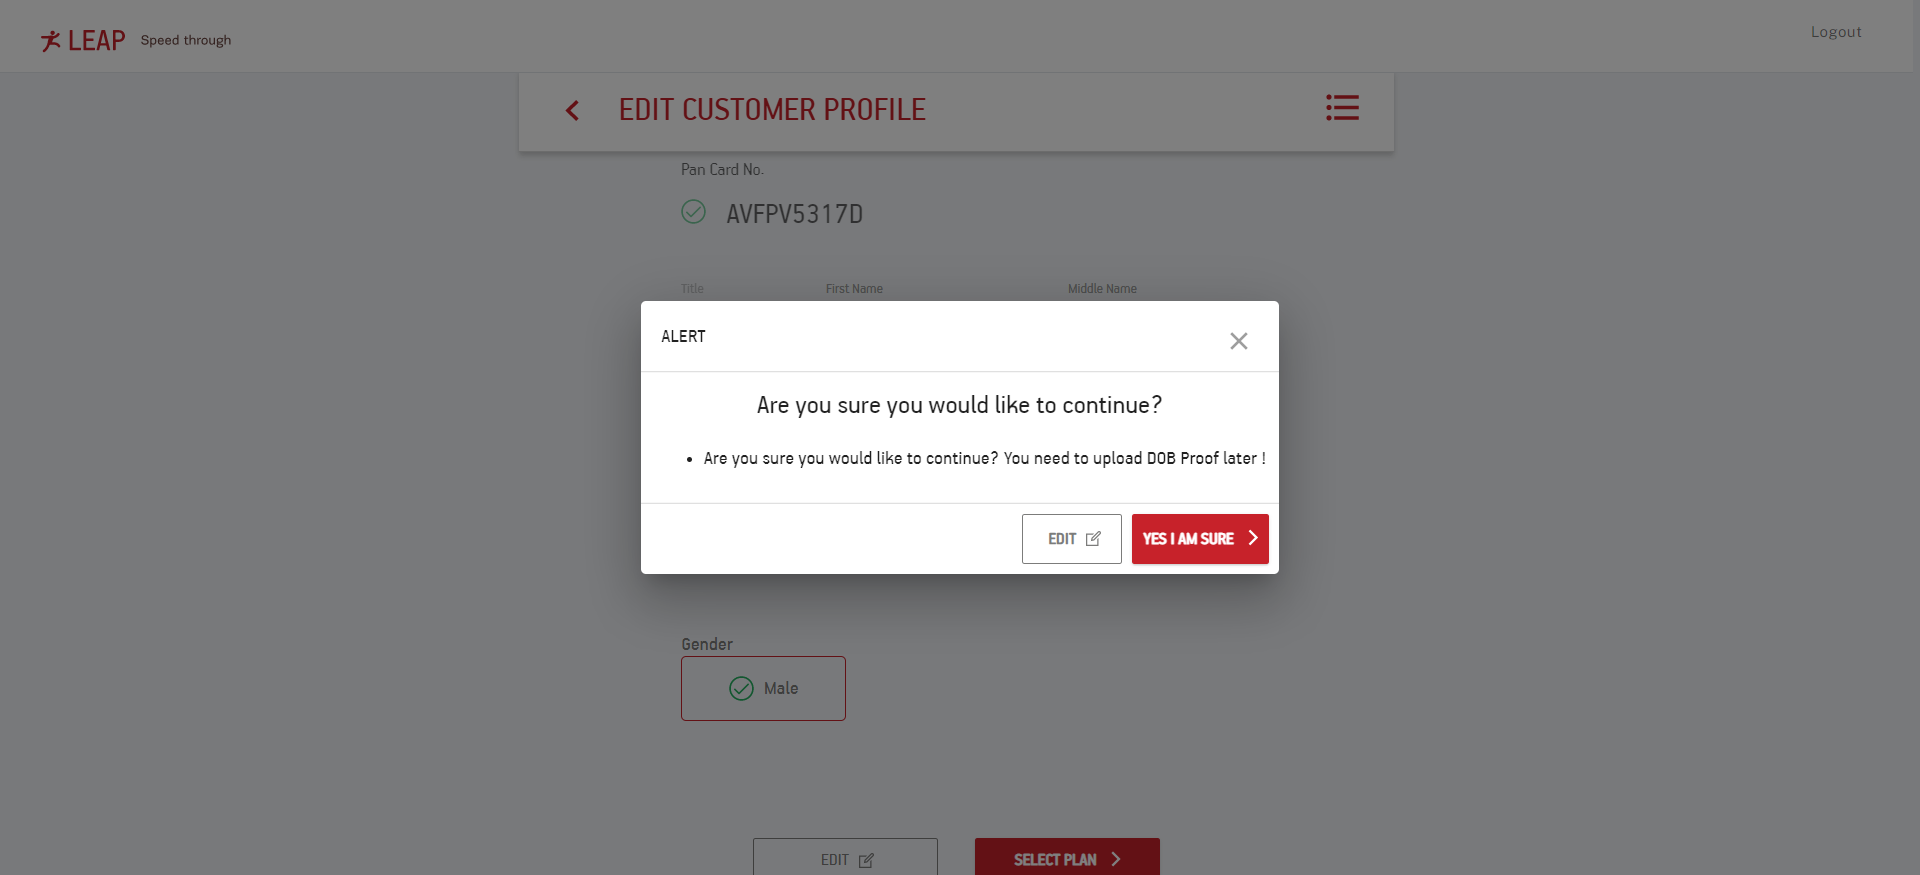 LEAP Speed through
Logout
EDIT CUSTOMER PROFILE
Pan Card No.
AVFPV5317D
Title First Name Middle Name
ALERT
Are you sure you would like to continue?
• Are you sure you would like to continue? You need to upload DOB Proof later !
EDIT YES I AM SURE
Gender
Male
EDIT SELECT PLAN